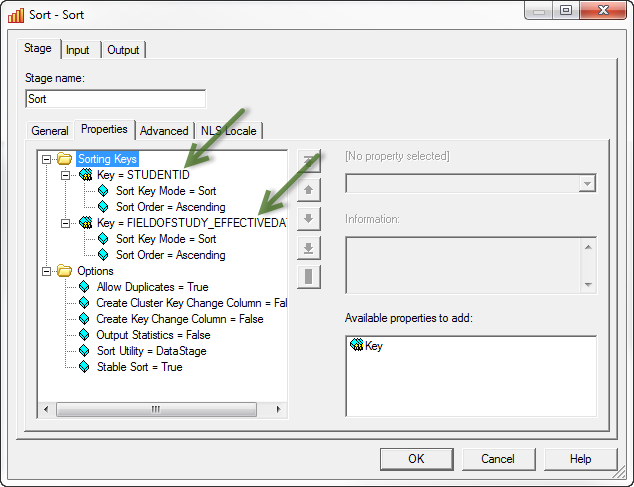 Sort - Sort
Stage
Input
Output
Stage name:
Sort
General
Properties
Advanced
NLS Locale
Sorting Keys
Key = STUDENTID
Sort Key Mode = Sort
Sort Order = Ascending
Key = FIELDOFSTUDY_EFFECTIVEDA
Sort Key Mode = Sort
Sort Order = Ascending
Options
Allow Duplicates = True
Create Cluster Key Change Column = Fal
Create Key Change Column = False
Output Statistics = False
Sort Utility = DataStage
Stable Sort = True
[No property selected]
Information:
Available properties to add:
Key
OK
Cancel
Help